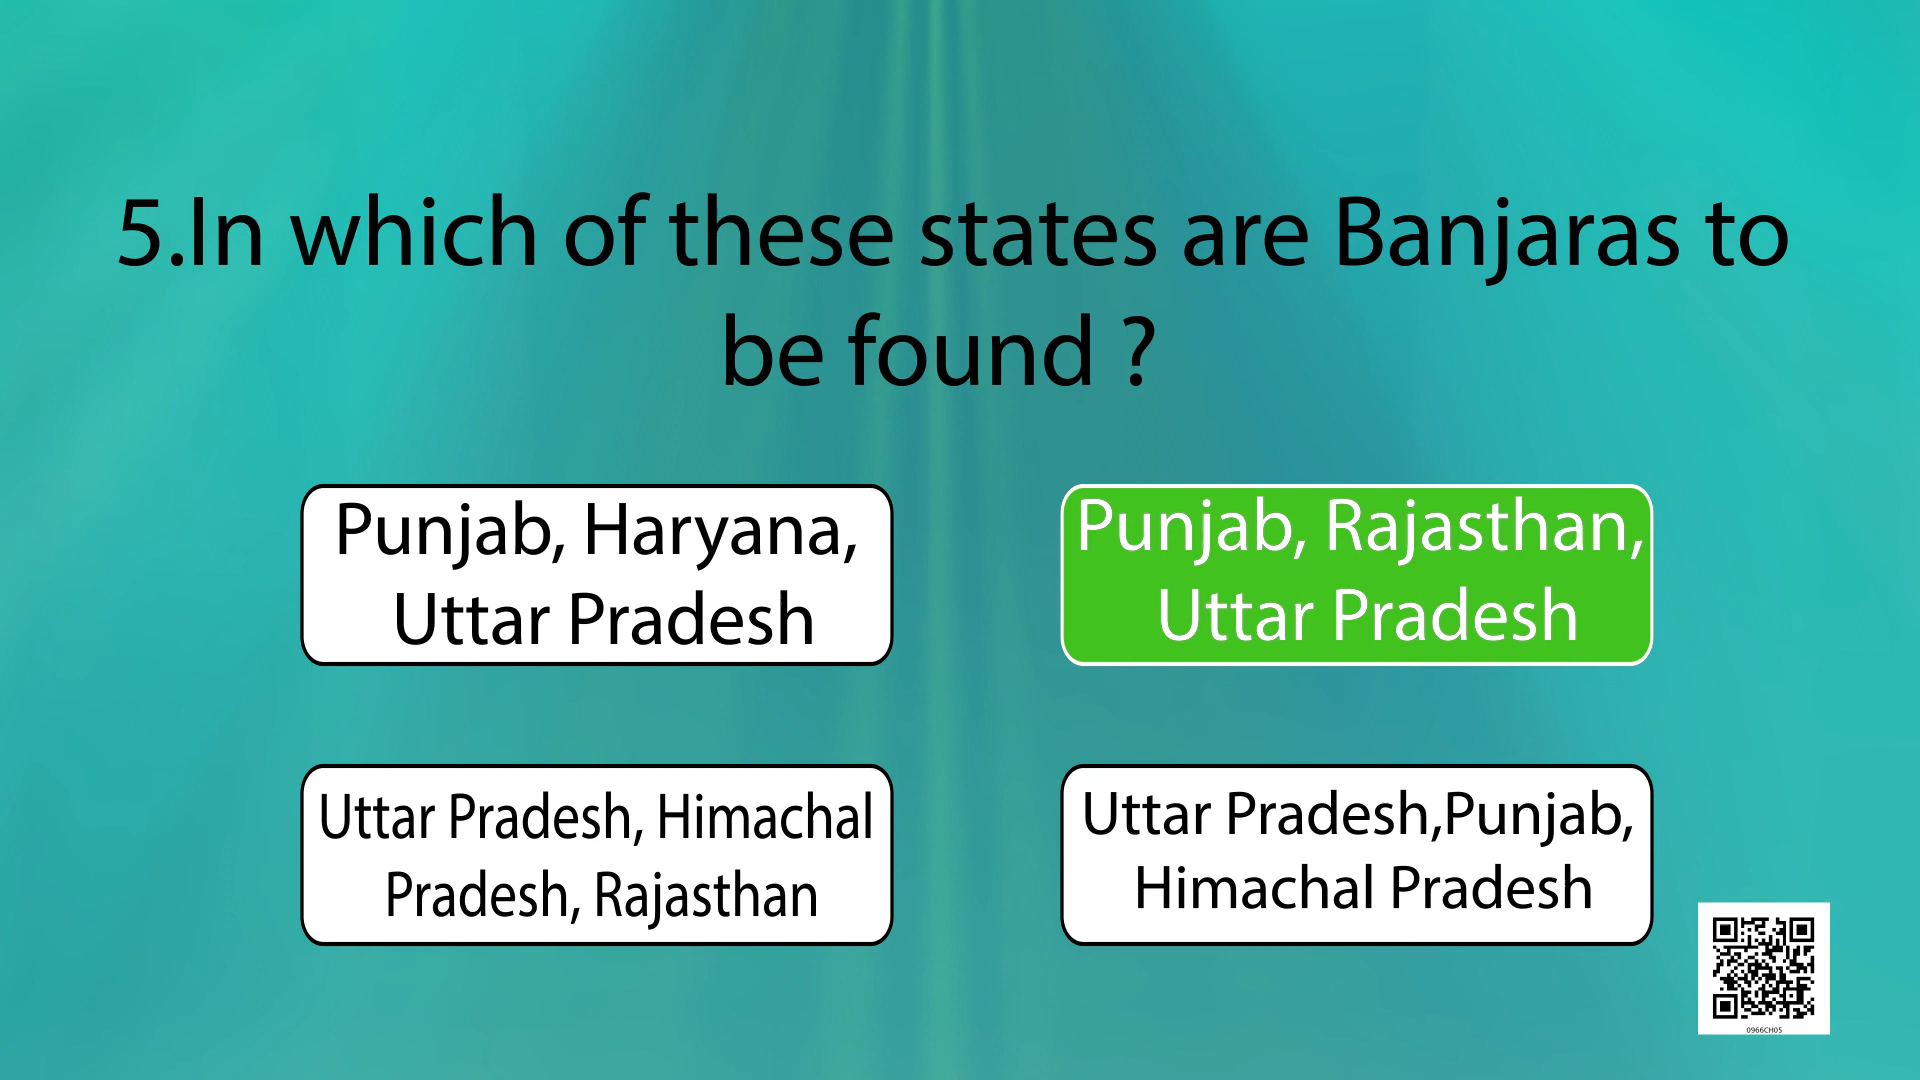 5.In which of these states are Banjaras to
be found ?
Punjab, Haryana,
Uttar Pradesh
Punjab, Rajasthan,
Uttar Pradesh
Uttar Pradesh, Himachal
Pradesh, Rajasthan
Uttar Pradesh,Punjab,
Himachal Pradesh
0966CH05